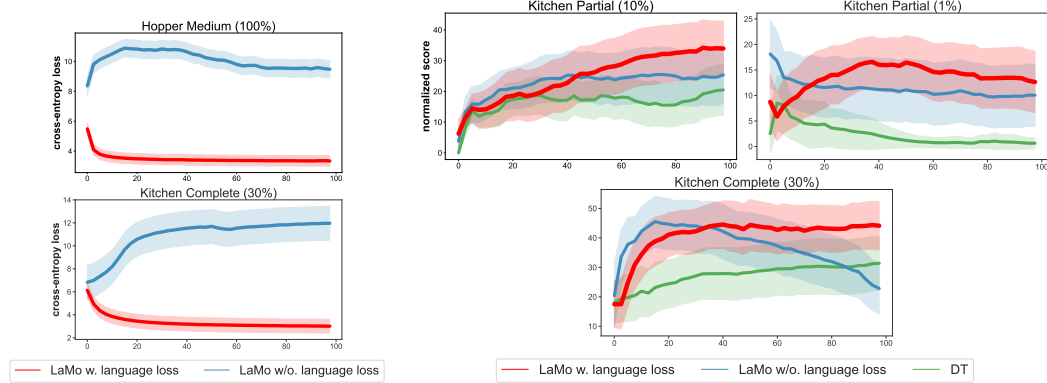 Hopper Medium (100%)
cross-entropy loss
10
8
6
4
0 20 40 60 80 100
Kitchen Complete (30%)
cross-entropy loss
14
12
10
8
6
4
2
0 20 40 60 80 100
LaMo w. language loss LaMo w/o. language loss
Kitchen Partial (10%)
normalized score
40
30
20
10
0
0 20 40 60 80 100
Kitchen Partial (1%)
25
20
15
10
5
0
0 20 40 60 80 100
Kitchen Complete (30%)
50
40
30
20
10
0 20 40 60 80 100
LaMo w. language loss LaMo w/o. language loss DT